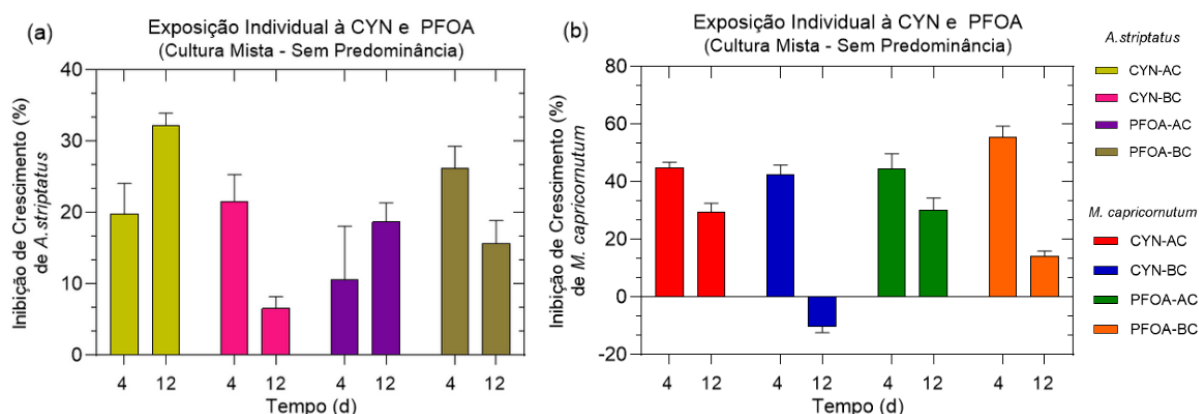 (a)
Exposição Individual à CYN e PFOA
(Cultura Mista - Sem Predominância)
Inibição de Crescimento (%)
de A.striptatus
40
30
20
10
0
4 12 4 12 4 12 4 12
Tempo (d)
(b)
Exposição Individual à CYN e PFOA
(Cultura Mista - Sem Predominância)
Inibição de Crescimento (%)
de M. capricornutum
80
60
40
20
0
-20
4 12 4 12 4 12 4 12
Tempo (d)
A.striptatus
CYN-AC
CYN-BC
PFOA-AC
PFOA-BC
M. capricornutum
CYN-AC
CYN-BC
PFOA-AC
PFOA-BC